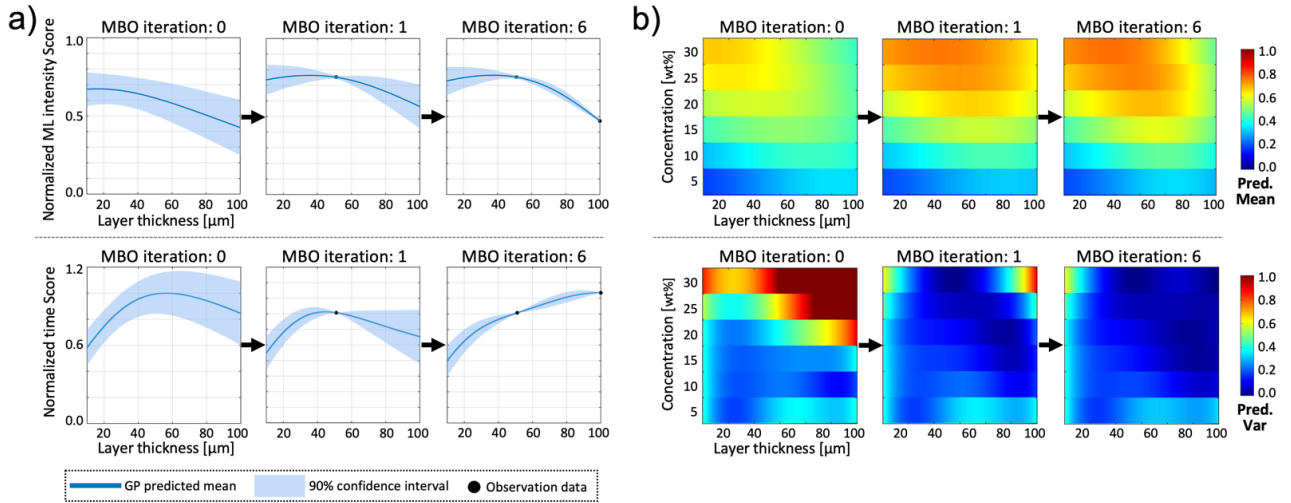 a)
MBO iteration: 0
MBO iteration: 1
MBO iteration: 6
Normalized ML intensity Score
1.0
0.5
0.0
20 40 60 80 100
20 40 60 80 100
20 40 60 80 100
Layer thickness [µm]
Layer thickness [µm]
Layer thickness [µm]
MBO iteration: 0
MBO iteration: 1
MBO iteration: 6
Normalized time Score
1.2
0.6
0.0
20 40 60 80 100
20 40 60 80 100
20 40 60 80 100
Layer thickness [µm]
Layer thickness [µm]
Layer thickness [µm]
GP predicted mean
90% confidence interval
Observation data
b)
MBO iteration: 0
MBO iteration: 1
MBO iteration: 6
Concentration [wt%]
30
25
20
15
10
5
20 40 60 80 100
20 40 60 80 100
20 40 60 80 100
Layer thickness [µm]
Layer thickness [µm]
Layer thickness [µm]
1.0
0.8
0.6
0.4
0.2
0.0
Pred.
Mean
MBO iteration: 0
MBO iteration: 1
MBO iteration: 6
Concentration [wt%]
30
25
20
15
10
5
20 40 60 80 100
20 40 60 80 100
20 40 60 80 100
Layer thickness [µm]
Layer thickness [µm]
Layer thickness [µm]
1.0
0.8
0.6
0.4
0.2
0.0
Pred.
Var